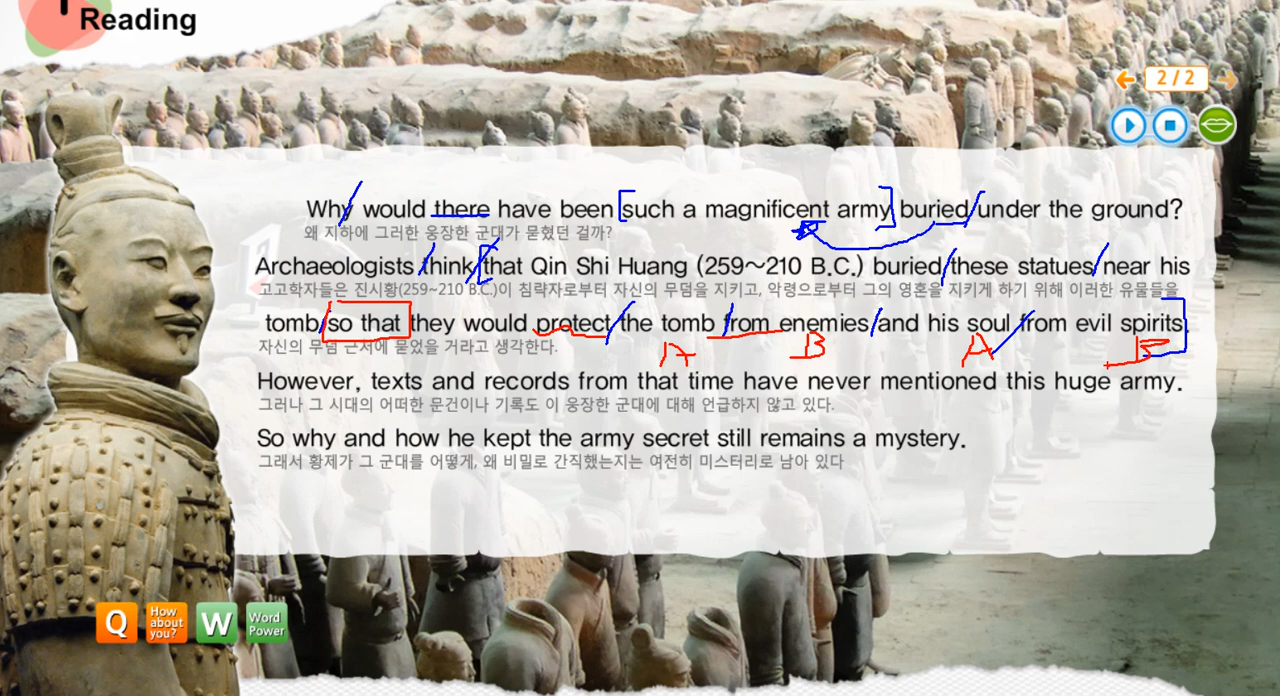 Reading
2 / 2
Why would there have been such a magnificent army buried under the ground?
왜 지하에 그러한 웅장한 군대가 묻혔던 걸까?
Archaeologists think that Qin Shi Huang (259～210 B.C.) buried these statues near his
고고학자들은 진시황(259~210 B.C.)이 침략자로부터 자신의 무덤을 지키고, 악령으로부터 그의 영혼을 지키게 하기 위해 이러한 유물들을
tomb so that they would protect the tomb from enemies and his soul from evil spirits.
자신의 무덤 근처에 묻었을 거라고 생각한다.
A B A B
However, texts and records from that time have never mentioned this huge army.
그러나 그 시대의 어떠한 문건이나 기록도 이 웅장한 군대에 대해 언급하지 않고 있다.
So why and how he kept the army secret still remains a mystery.
그래서 황제가 그 군대를 어떻게, 왜 비밀로 간직했는지는 여전히 미스터리로 남아 있다
Q How about you? W Word Power